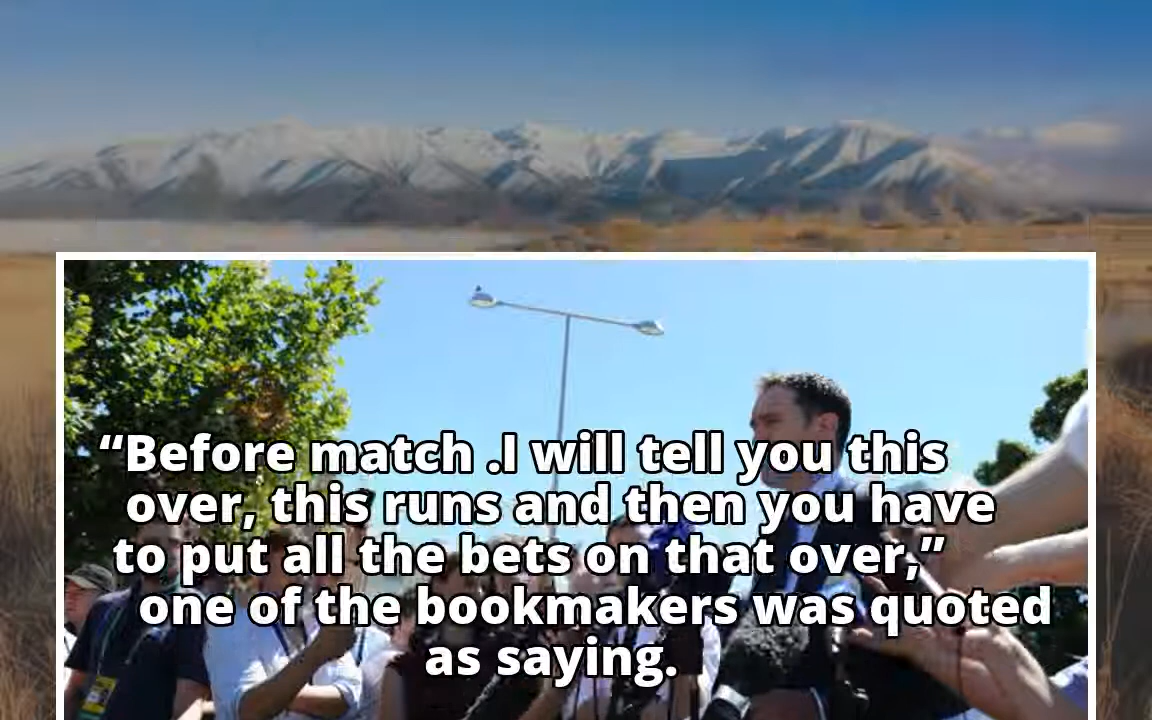 “Before match .I will tell you this
over, this runs and then you have
to put all the bets on that over,”
one of the bookmakers was quoted
as saying.